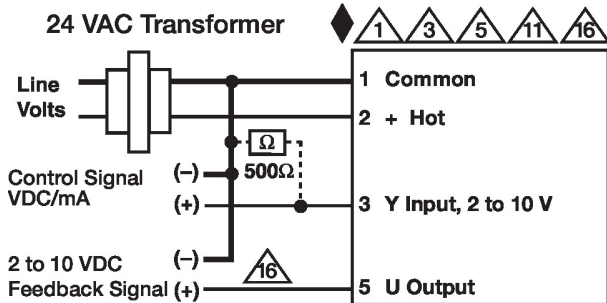 24 VAC Transformer
1 3 5 11 16
Line
Volts
1 Common
2 + Hot
Ω
500Ω
Control Signal (–)
VDC/mA
(+)
3 Y Input, 2 to 10 V
2 to 10 VDC (–)
16
Feedback Signal (+)
5 U Output